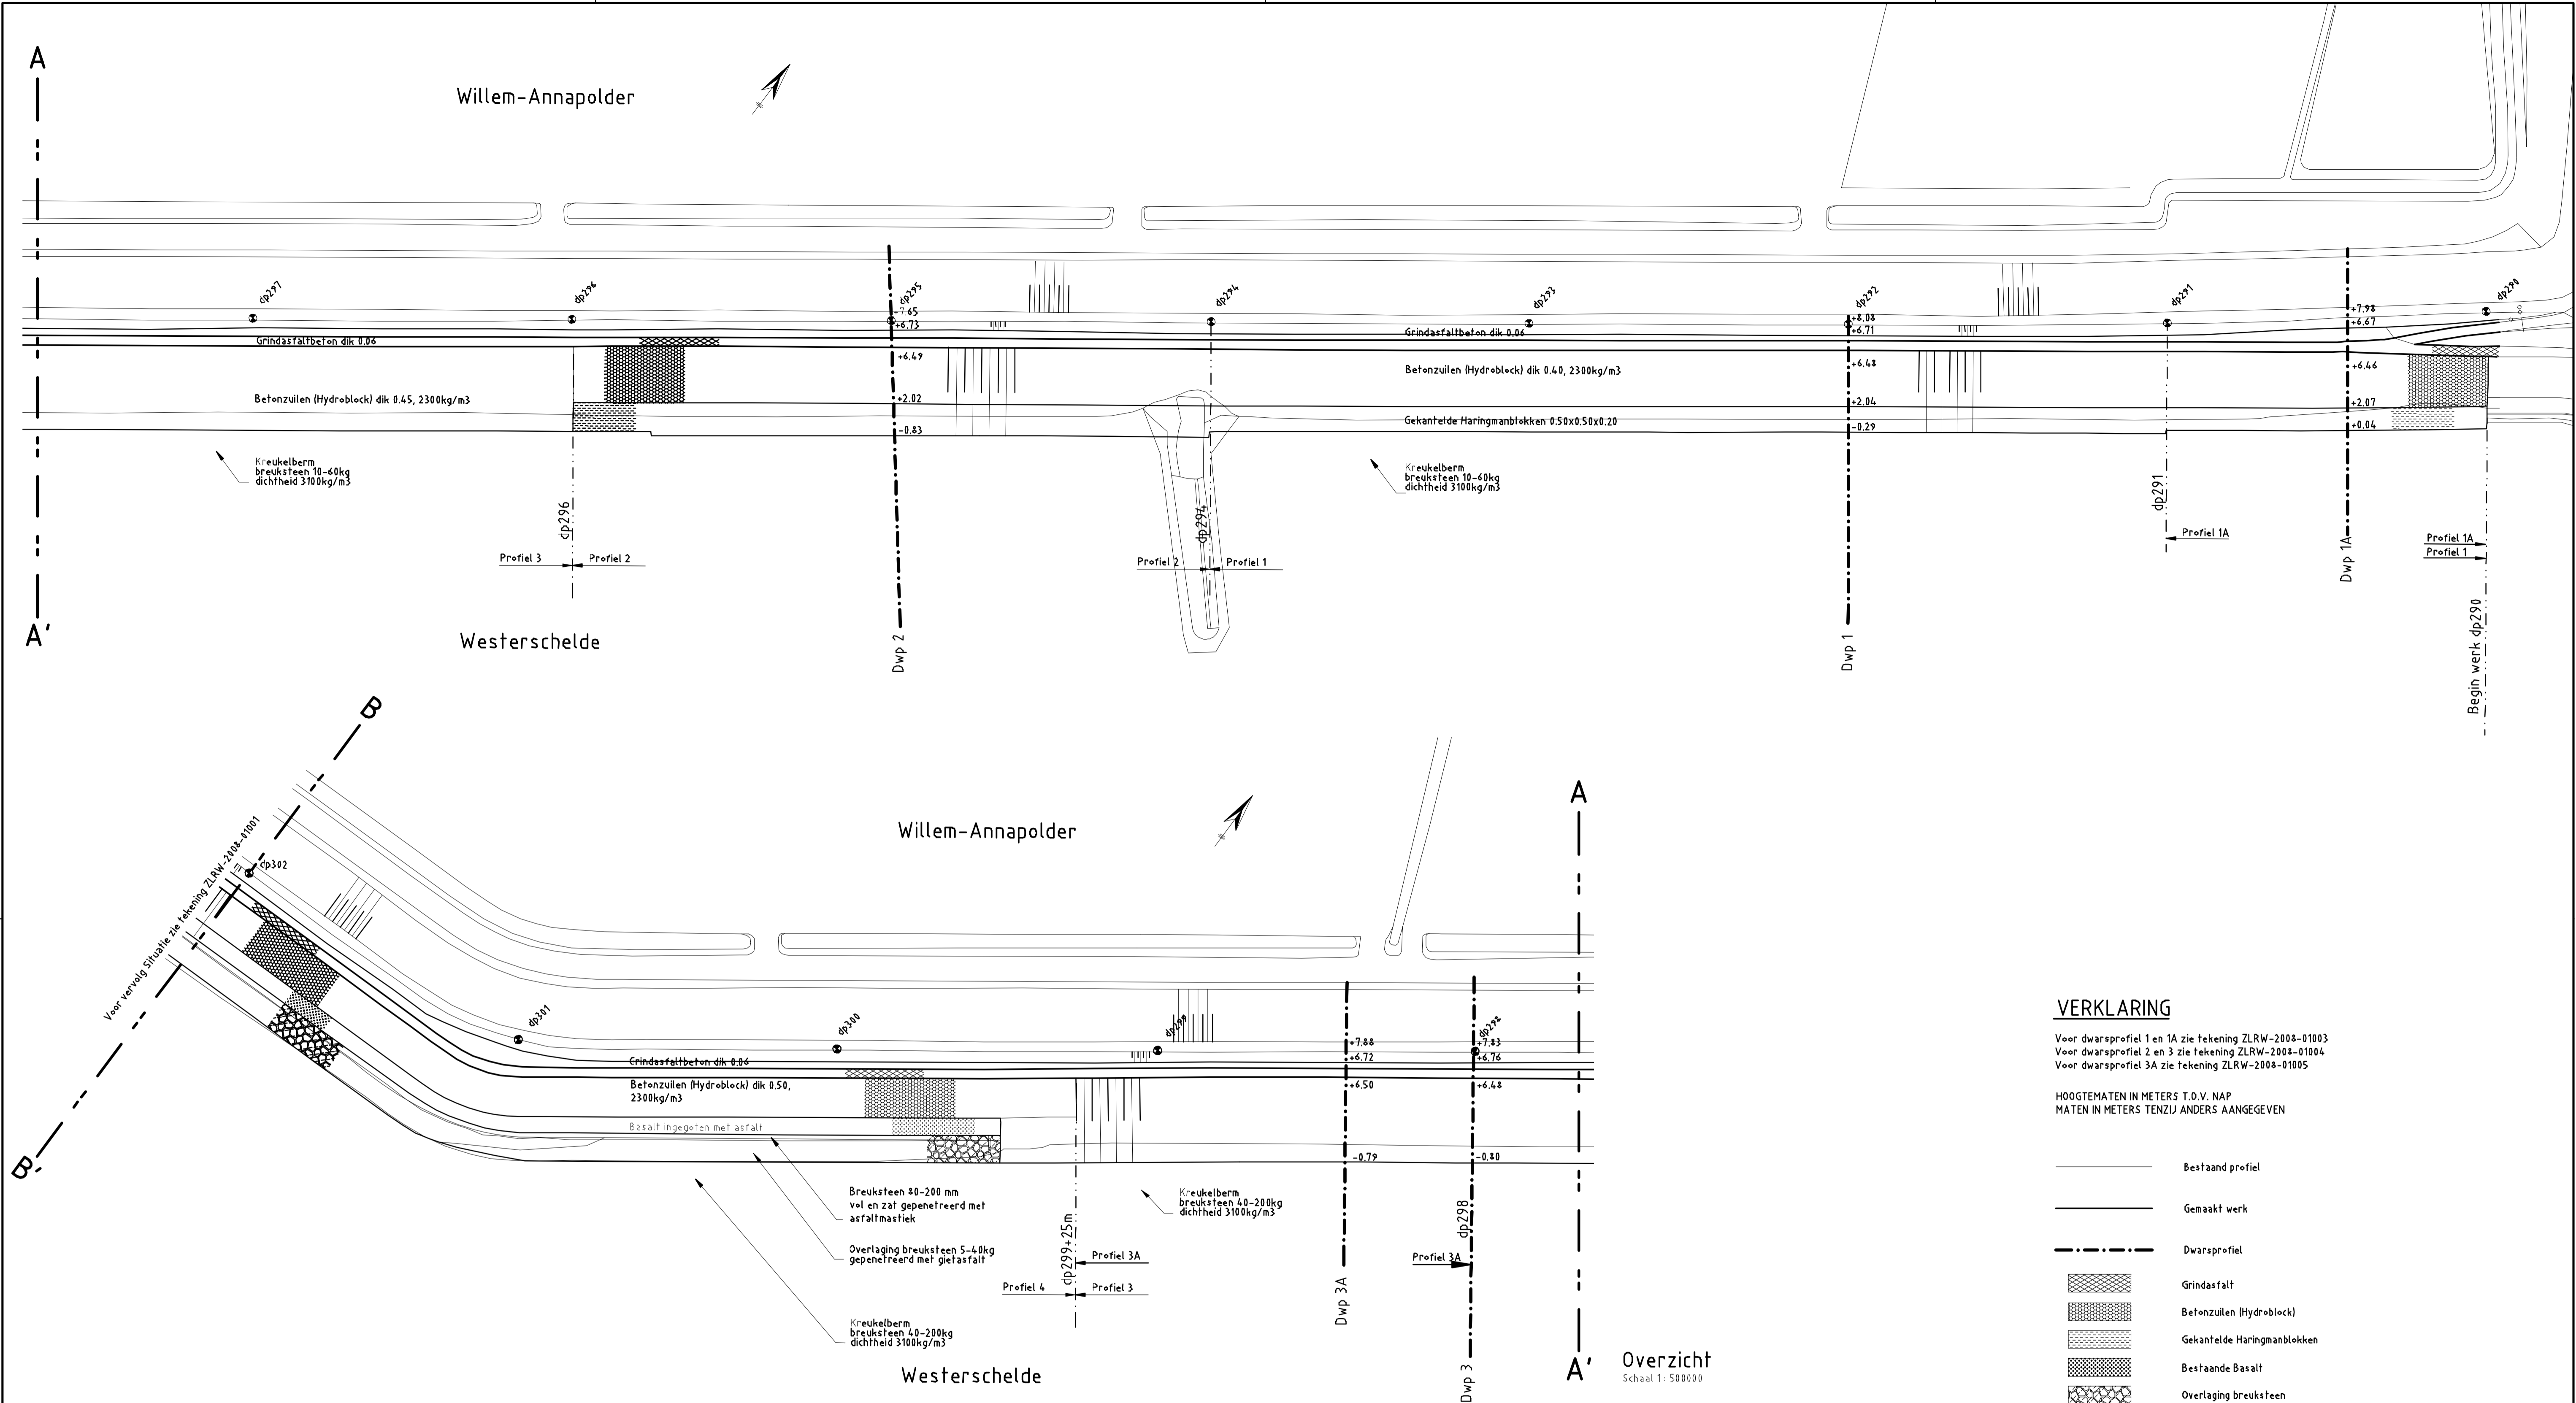 A
Willem-Annapolder
dp297
dp296
dp295
dp294
dp293
dp292
dp291
dp290
+7.65
+6.73
+8.08
+6.71
+7.98
+6.67
Grindasfaltbeton dik 0.06
Grindasfaltbeton dik 0.06
+6.49
+6.48
+6.46
Betonzuilen (Hydroblock) dik 0.45, 2300kg/m3
Betonzuilen (Hydroblock) dik 0.40, 2300kg/m3
+2.02
+2.04
+2.07
Gekantelde Haringmanblokken 0.50x0.50x0.20
-0.83
-0.29
+0.04
Kreukelberm
breuksteen 10-60kg
dichtheid 3100kg/m3
Kreukelberm
breuksteen 10-60kg
dichtheid 3100kg/m3
dp296
dp294
dp291
Profiel 3
Profiel 2
Profiel 2
Profiel 1
Profiel 1A
Profiel 1A
Profiel 1
A'
Westerschelde
Dwp 2
Dwp 1
Dwp 1A
Begin werk dp290
B
Willem-Annapolder
A
Voor vervolg Situatie zie tekening ZLRW-2008-01001
dp302
dp301
dp300
dp299
dp298
+7.88
+6.72
+7.83
+6.76
Grindasfaltbeton dik 0.06
Betonzuilen (Hydroblock) dik 0.50,
2300kg/m3
+6.50
+6.48
Basalt ingegoten met asfalt
-0.79
-0.80
B'
Breuksteen 80-200 mm
vol en zat gepenetreerd met
asfaltmastiek
Kreukelberm
breuksteen 40-200kg
dichtheid 3100kg/m3
Overlaging breuksteen 5-40kg
gepenetreerd met gietasfalt
dp299+25m
dp298
Profiel 3A
Profiel 3A
Profiel 4
Profiel 3
Kreukelberm
breuksteen 40-200kg
dichtheid 3100kg/m3
Westerschelde
Dwp 3A
Dwp 3
A'
Overzicht
Schaal 1: 500000
VERKLARING
Voor dwarsprofiel 1 en 1A zie tekening ZLRW-2008-01003
Voor dwarsprofiel 2 en 3 zie tekening ZLRW-2008-01004
Voor dwarsprofiel 3A zie tekening ZLRW-2008-01005
HOOGTEMATEN IN METERS T.O.V. NAP
MATEN IN METERS TENZIJ ANDERS AANGEGEVEN
Bestaand profiel
Gemaakt werk
Dwarsprofiel
Grindasfalt
Betonzuilen (Hydroblock)
Gekantelde Haringmanblokken
Bestaande Basalt
Overlaging breuksteen